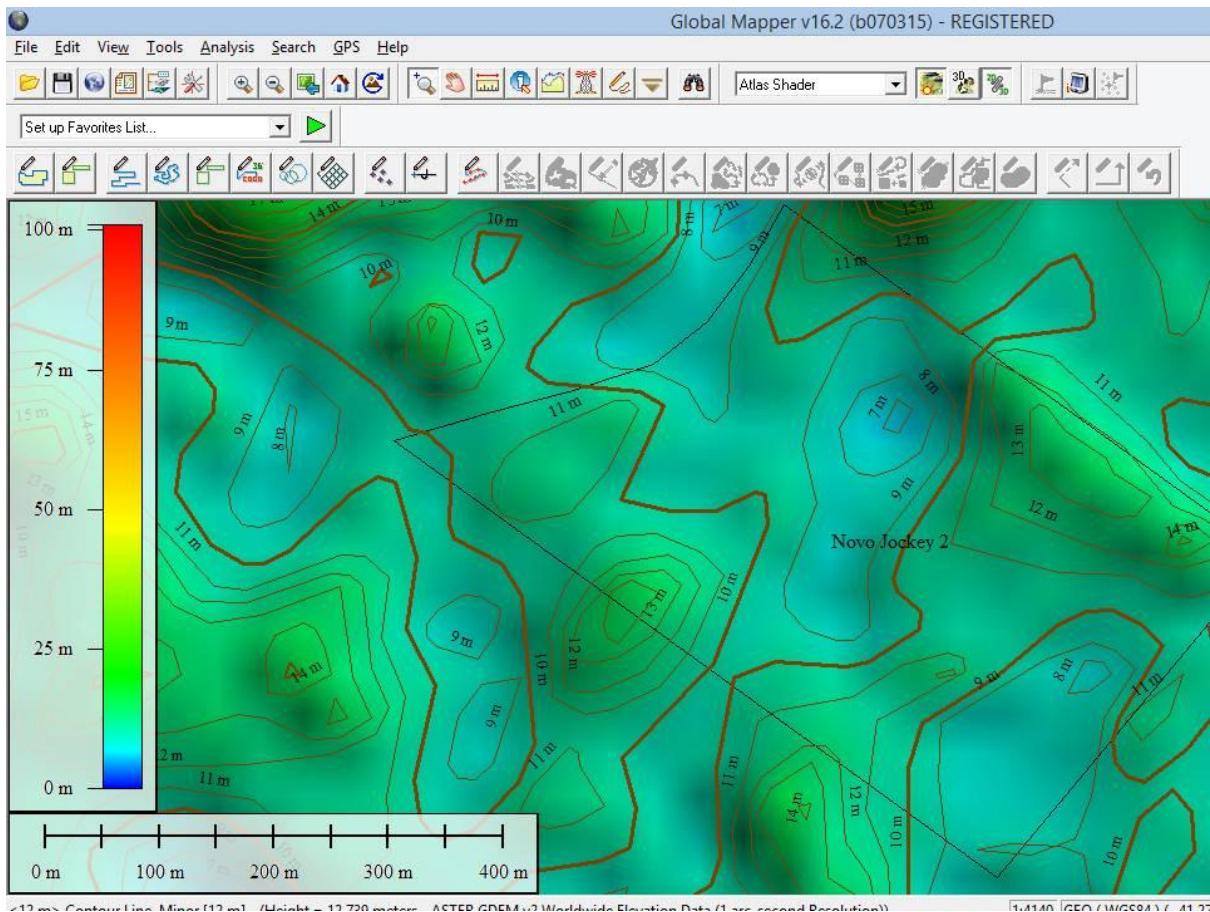 Global Mapper v16.2 (b070315) - REGISTERED
File Edit View Tools Analysis Search GPS Help
Atlas Shader
Set up Favorites List...
100 m
75 m
50 m
25 m
0 m
14 m
10 m
8 m
7 m
9 m
15 m
12 m
11 m
10 m
9 m
12 m
11 m
8 m
11 m
7 m
9 m
8 m
13 m
15 m
14 m
9 m
12 m
14 m
11 m
Novo Jockey 2
10 m
13 m
9 m
10 m
12 m
14 m
9 m
8 m
11 m
9 m
12 m
11 m
11 m
11 m
14 m
12 m
10 m
10 m
0 m 100 m 200 m 300 m 400 m
<12 m> Contour Line, Minor [12 m] (Height = 12.739 meters - ASTER GDEM v2 Worldwide Elevation Data (1 arc-second Resolution))
1:4140 GEO ( WGS84 ) ( -41.27